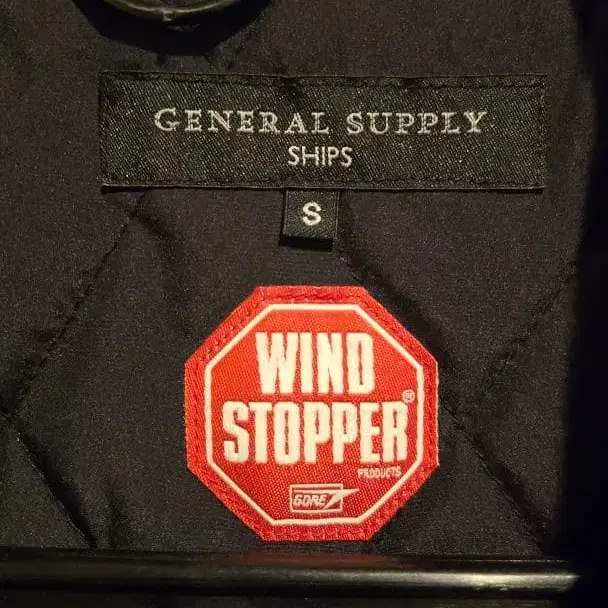 GENERAL SUPPLY
SHIPS
S
WIND
STOPPER®
PRODUCTS
GORE